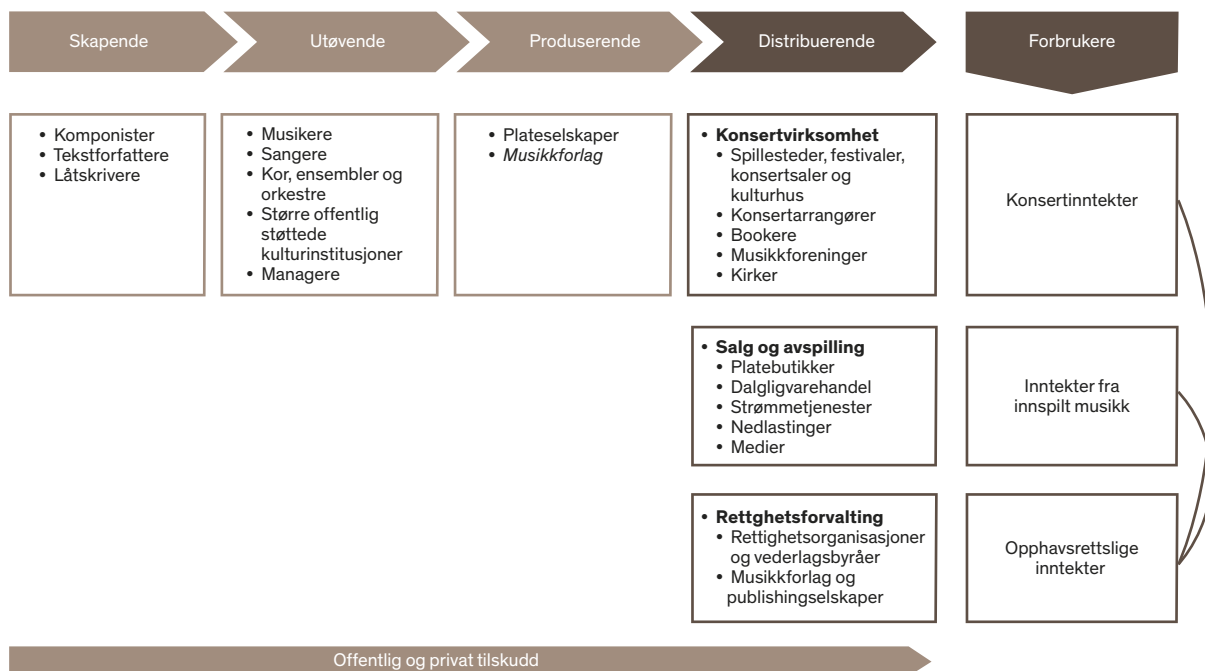 Skapende
Utøvende
Produserende
Distribuerende
Forbrukere
• Komponister
• Tekstforfattere
• Låtskrivere
• Musikere
• Sangere
• Kor, ensembler og
orkestre
• Større offentlig
støttede
kulturinstitusjoner
• Managere
• Plateselskaper
• Musikkforlag
• Konsertvirksomhet
• Spillesteder, festivaler,
konsertsaler og
kulturhus
• Konsertarrangører
• Bookere
• Musikkforeninger
• Kirker
Konsertinntekter
• Salg og avspilling
• Platebutikker
• Dalgligvarehandel
• Strømmetjenester
• Nedlastinger
• Medier
Inntekter fra
innspilt musikk
• Rettghetsforvalting
• Rettighetsorganisasjoner
og vederlagsbyråer
• Musikkforlag og
publishingselskaper
Opphavsrettslige
inntekter
Offentlig og privat tilskudd